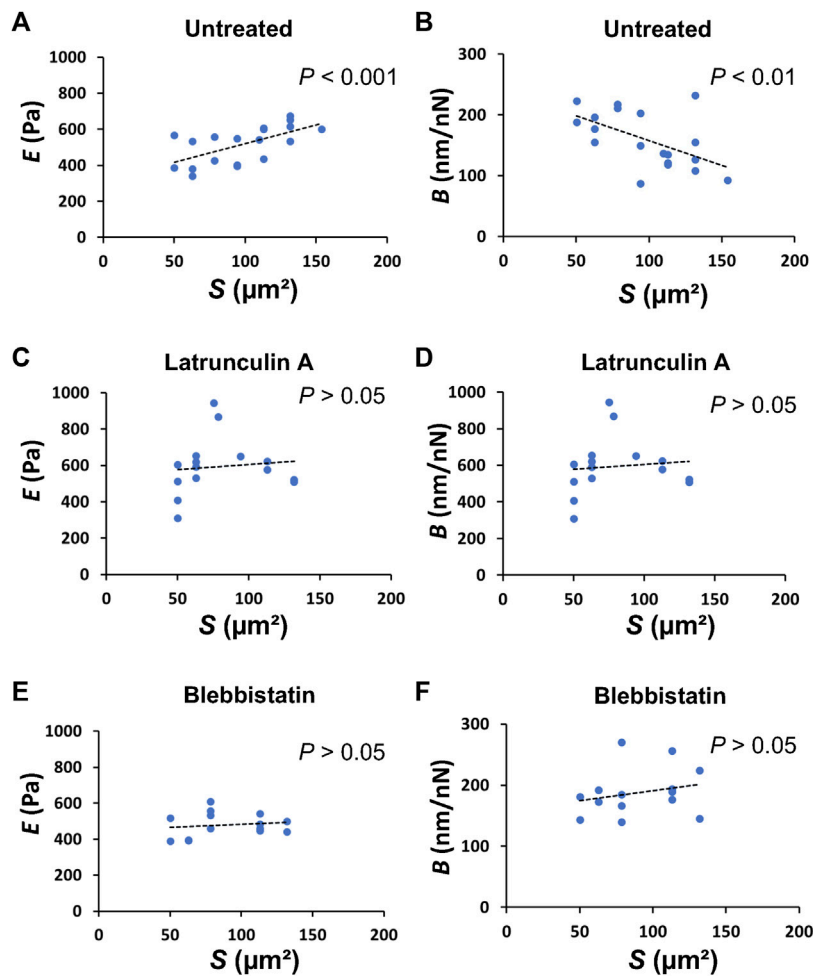 A
Untreated
P < 0.001
E (Pa)
1000
800
600
400
200
0
50
100
150
200
S (µm²)
B
Untreated
P < 0.01
B (nm/nN)
300
200
100
0
0
50
100
150
200
S (µm²)
C
Latrunculin A
P > 0.05
E (Pa)
1000
800
600
400
200
0
0
50
100
150
200
S (µm²)
D
Latrunculin A
P > 0.05
B (nm/nN)
1000
800
600
400
200
0
0
50
100
150
200
S (µm²)
E
Blebbistatin
P > 0.05
E (Pa)
1000
800
600
400
200
0
0
50
100
150
200
S (µm²)
F
Blebbistatin
P > 0.05
B (nm/nN)
300
200
100
0
0
50
100
150
200
S (µm²)